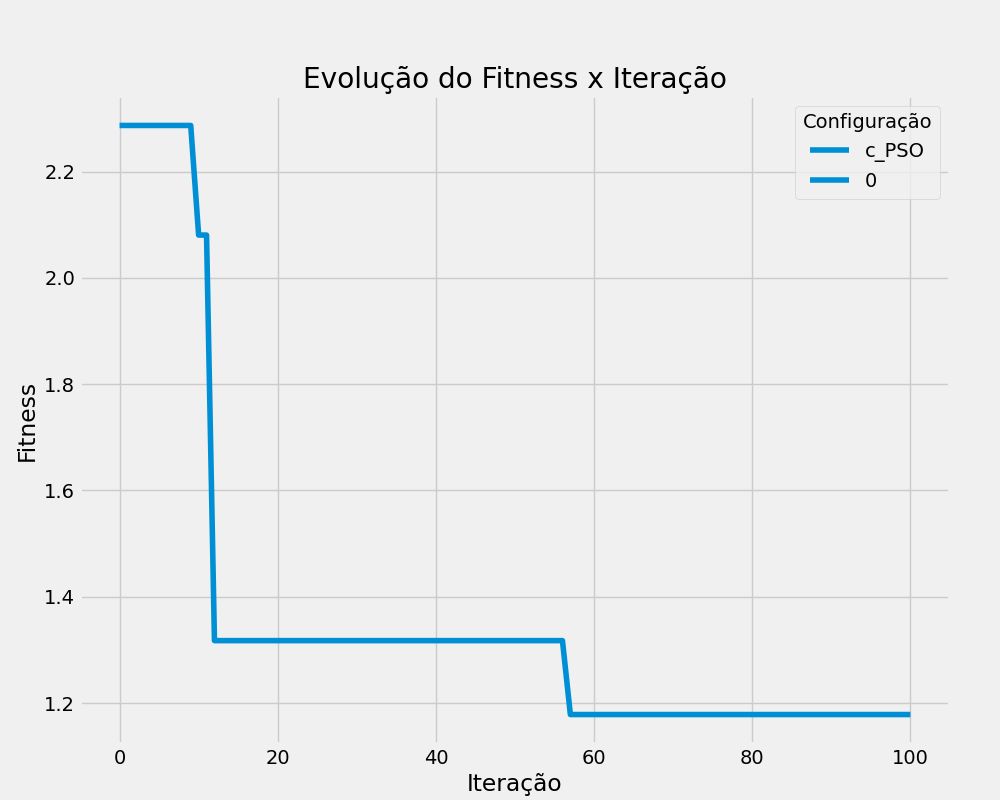 Evolução do Fitness x Iteração
Configuração
c_PSO
0
Fitness
2.2
2.0
1.8
1.6
1.4
1.2
0 20 40 60 80 100
Iteração